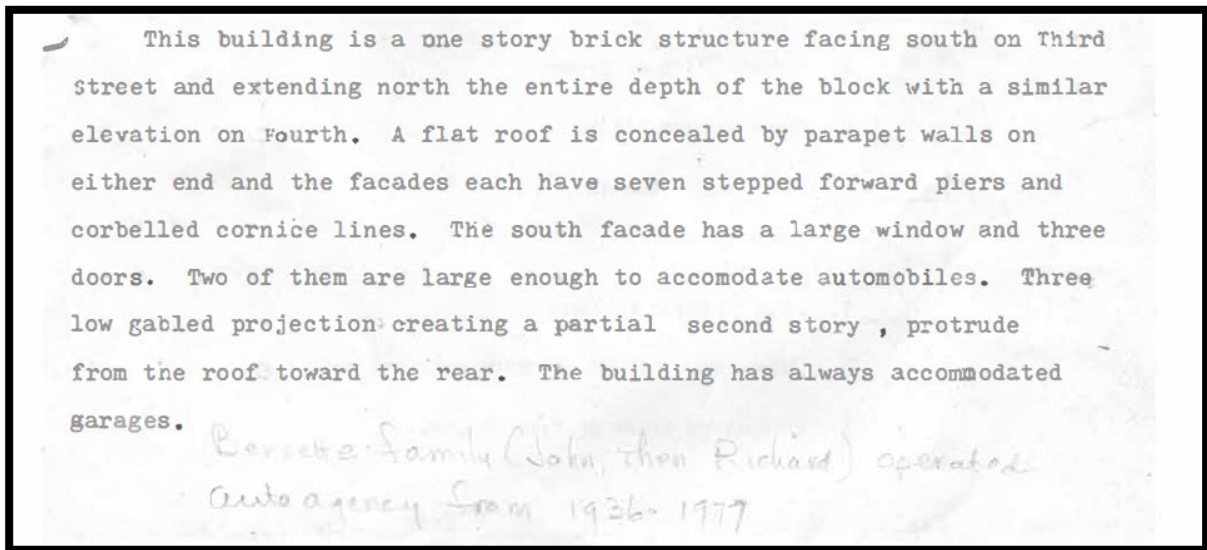 This building is a one story brick structure facing south on Third
Street and extending north the entire depth of the block with a similar
elevation on Fourth. A flat roof is concealed by parapet walls on
either end and the facades each have seven stepped forward piers and
corbelled cornice lines. The south facade has a large window and three
doors. Two of them are large enough to accomodate automobiles. Three
low gabled projection creating a partial second story , protrude
from the roof toward the rear. The building has always accommodated
garages.
family (John, then Richard) operated
auto agency from 1936-1977